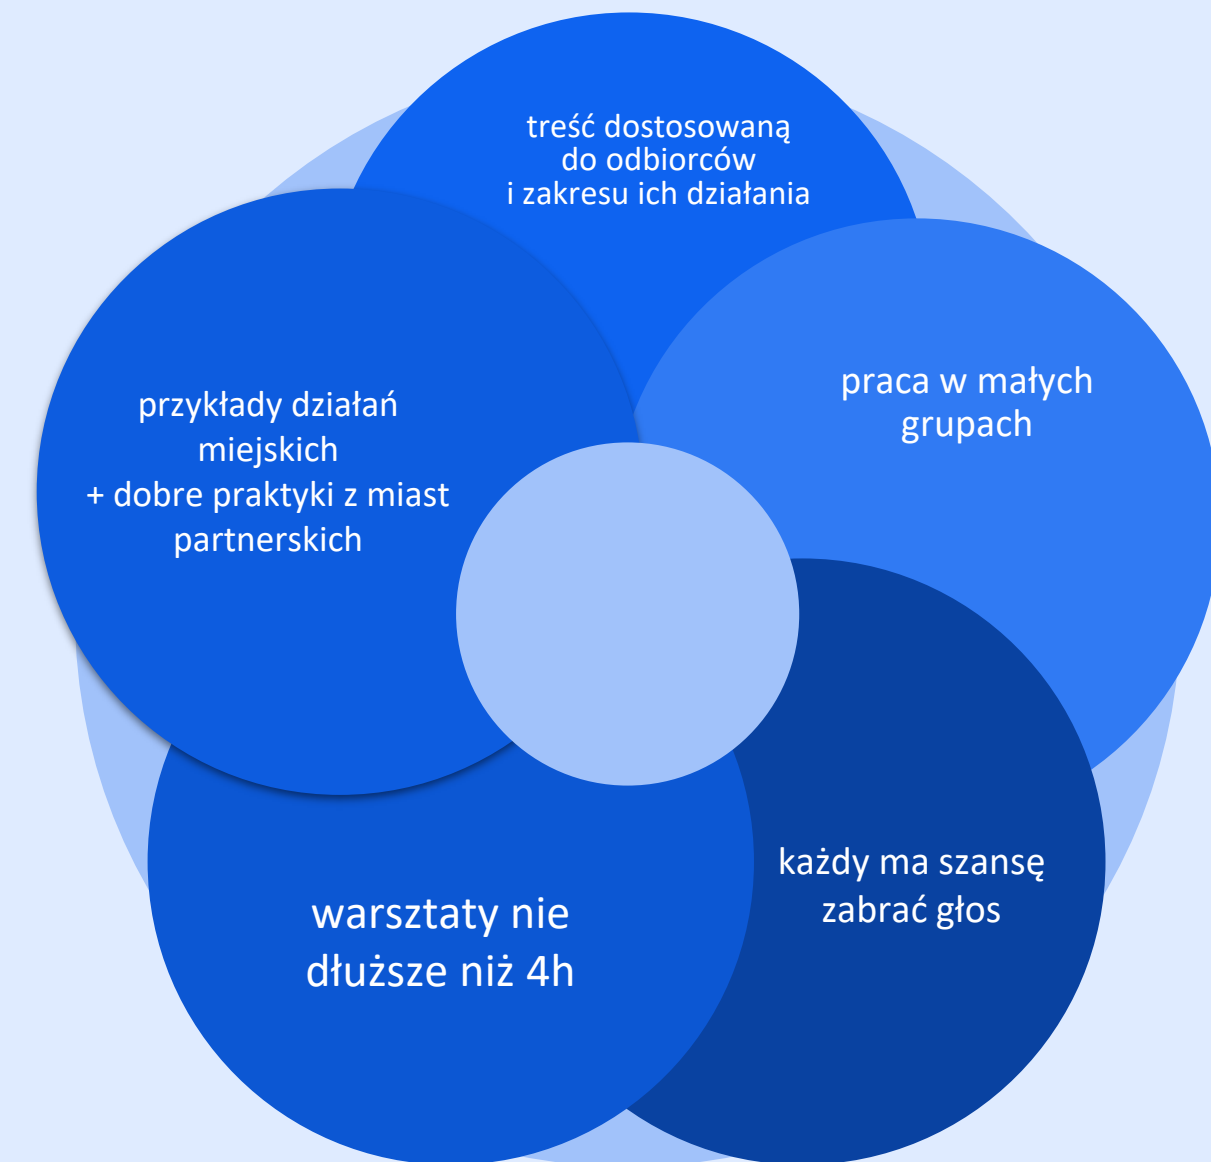 treść dostosowaną
do odbiorców
i zakresu ich działania
praca w małych
grupach
każdy ma szansę
zabrać głos
warsztaty nie
dłuższe niż 4h
przykłady działań
miejskich
+ dobre praktyki z miast
partnerskich